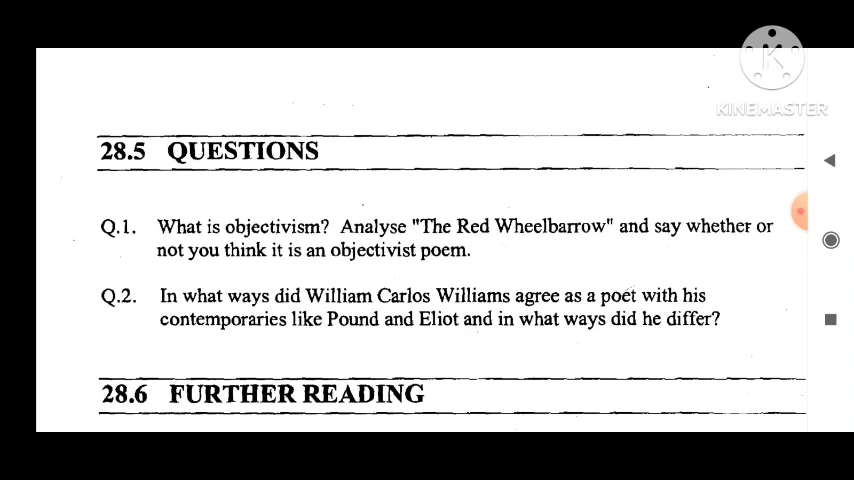 KINEMASTER
28.5 QUESTIONS
Q.1. What is objectivism? Analyse "The Red Wheelbarrow" and say whether or
not you think it is an objectivist poem.
Q.2. In what ways did William Carlos Williams agree as a poet with his
contemporaries like Pound and Eliot and in what ways did he differ?
28.6 FURTHER READING